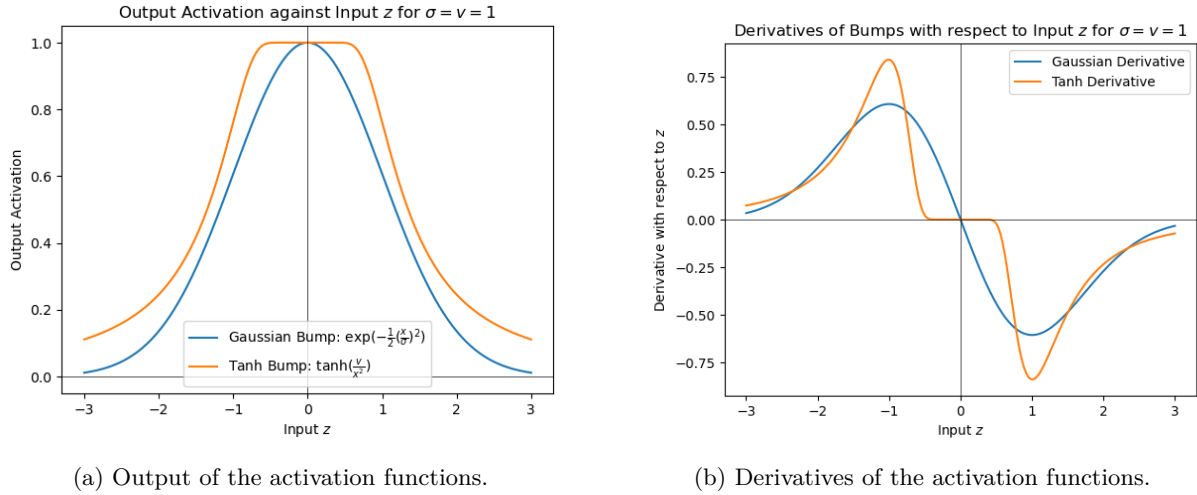 Output Activation against Input z for σ = v = 1
1.0
0.8
0.6
0.4
0.2
0.0
Output Activation
Gaussian Bump: exp(−½(x/σ)²)
Tanh Bump: tanh(v/x²)
−3 −2 −1 0 1 2 3
Input z
(a) Output of the activation functions.
Derivatives of Bumps with respect to Input z for σ = v = 1
Gaussian Derivative
Tanh Derivative
0.75
0.50
0.25
0.00
−0.25
−0.50
−0.75
Derivative with respect to z
−3 −2 −1 0 1 2 3
Input z
(b) Derivatives of the activation functions.